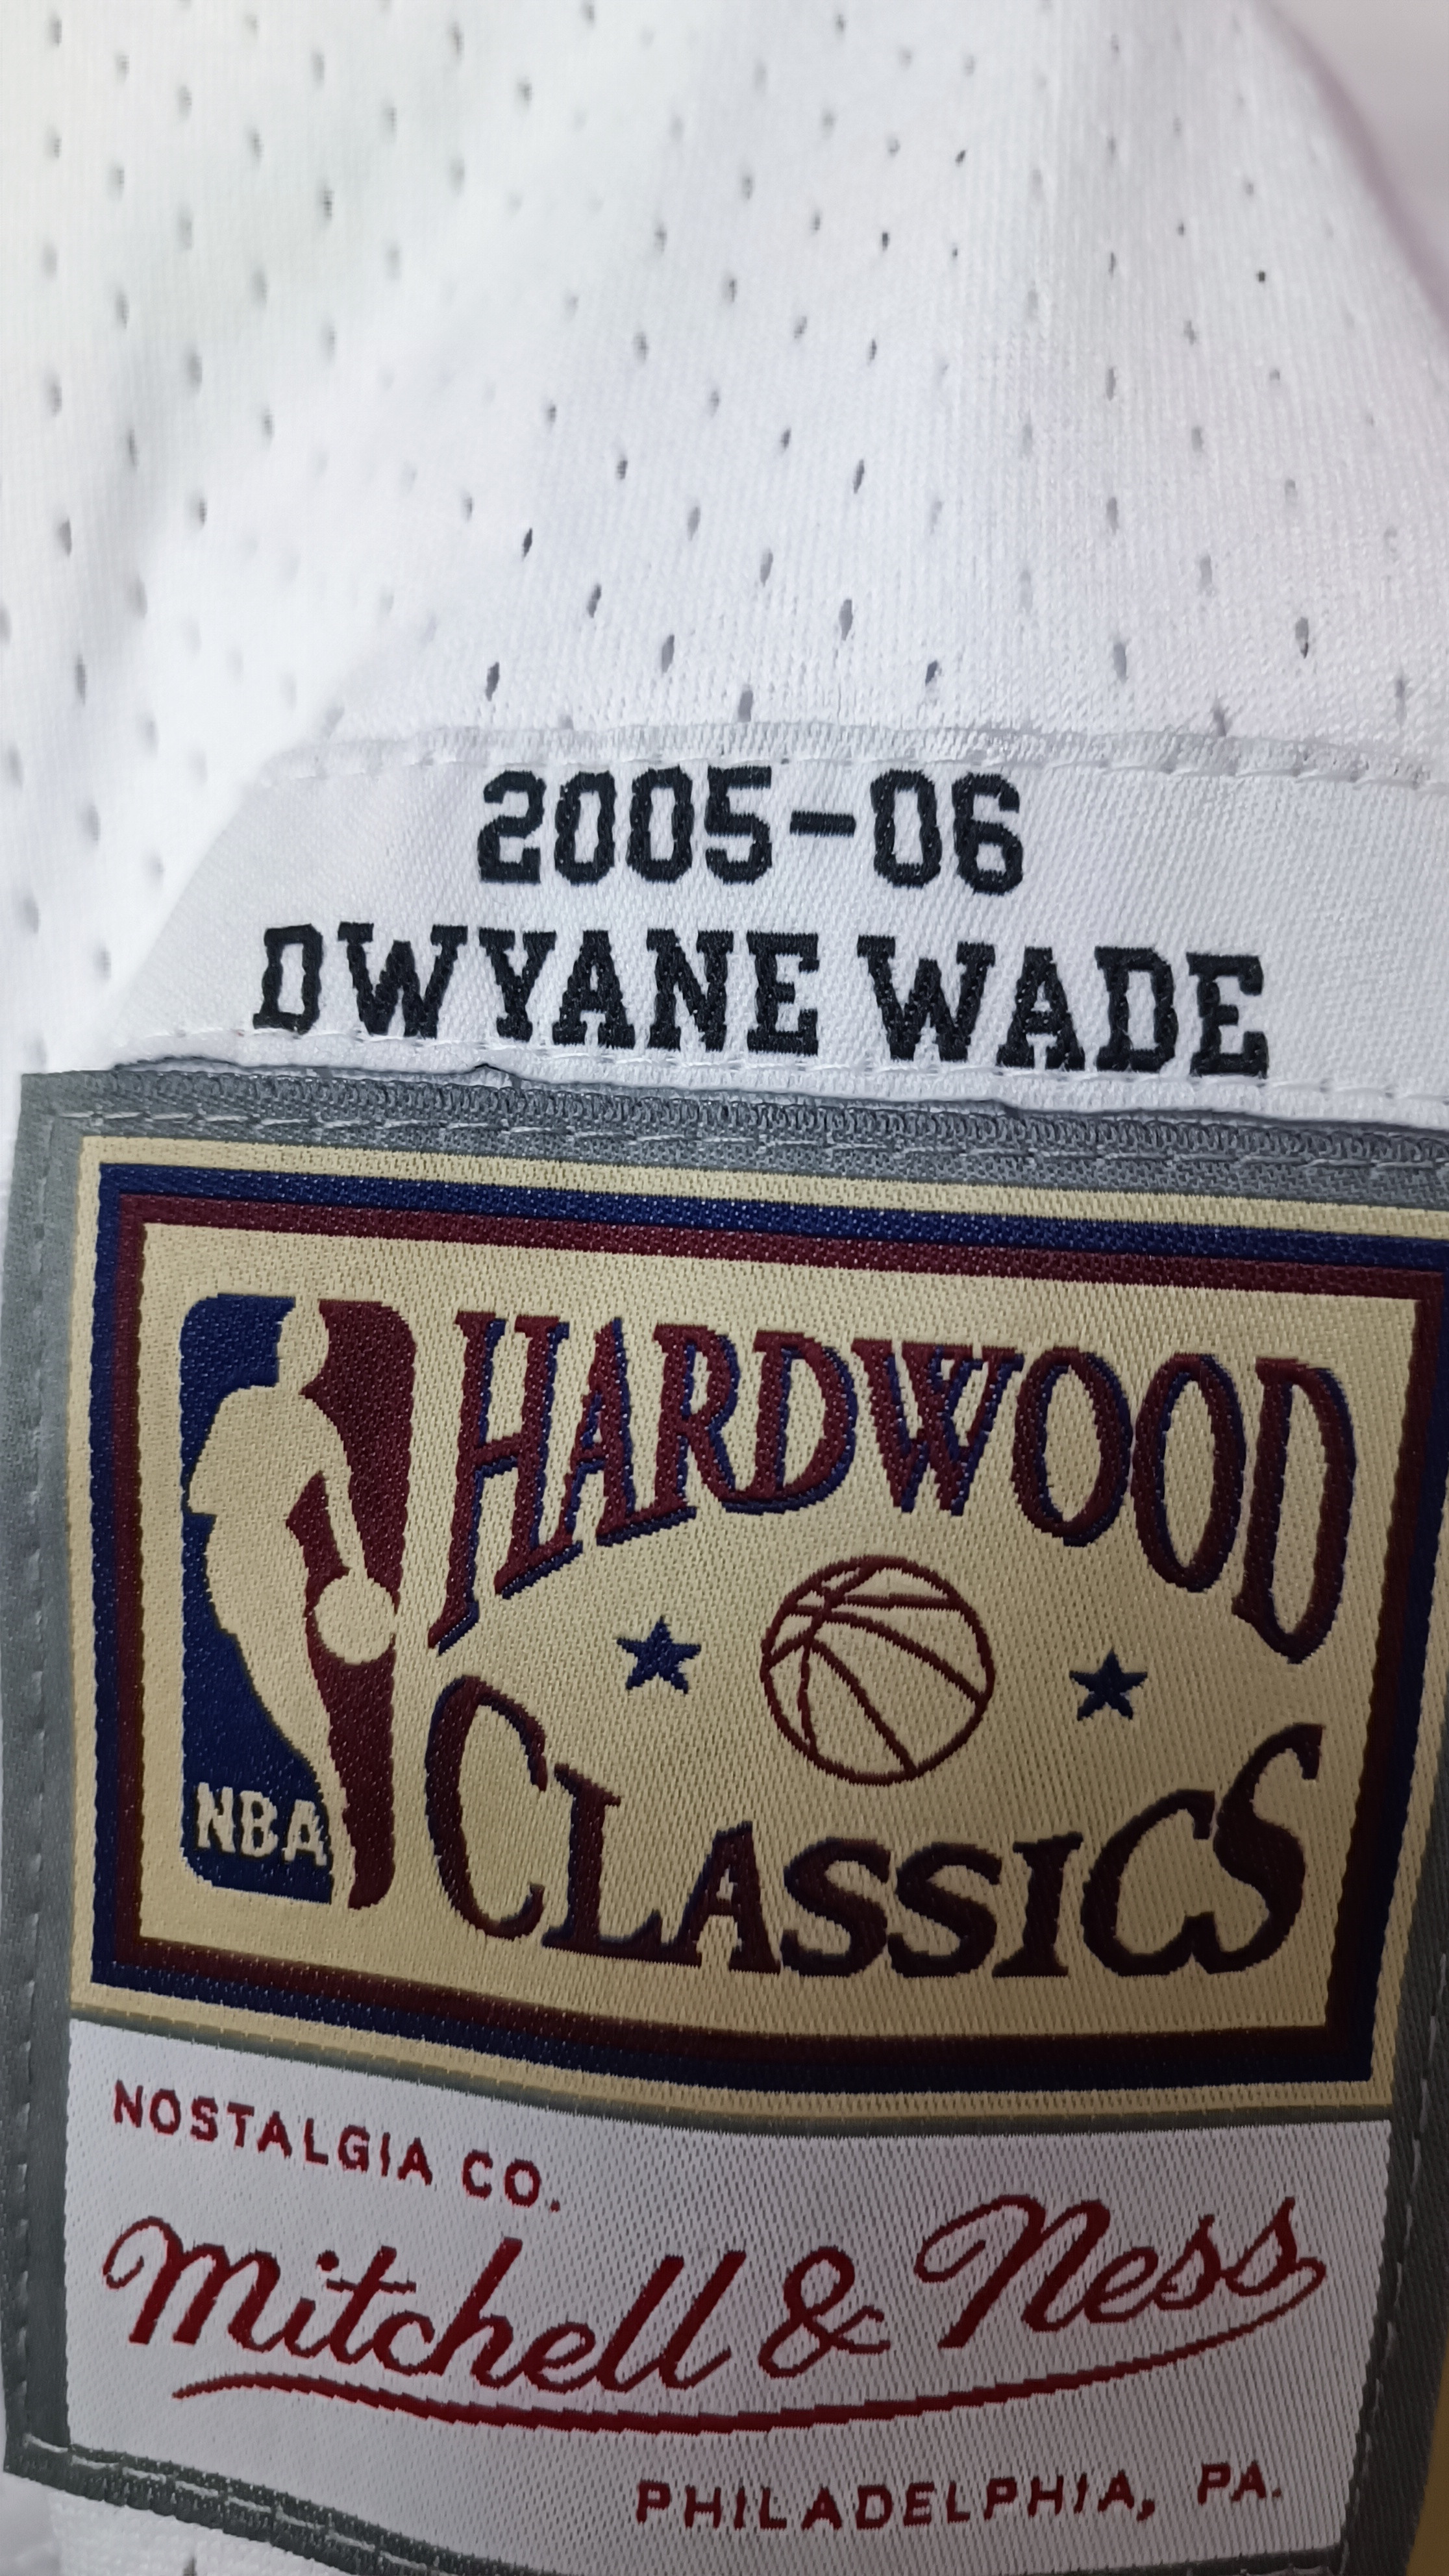 2005-06
DWYANE WADE
HARDWOOD
CLASSICS
NBA
NOSTALGIA CO.
Mitchell & Ness
PHILADELPHIA, PA.